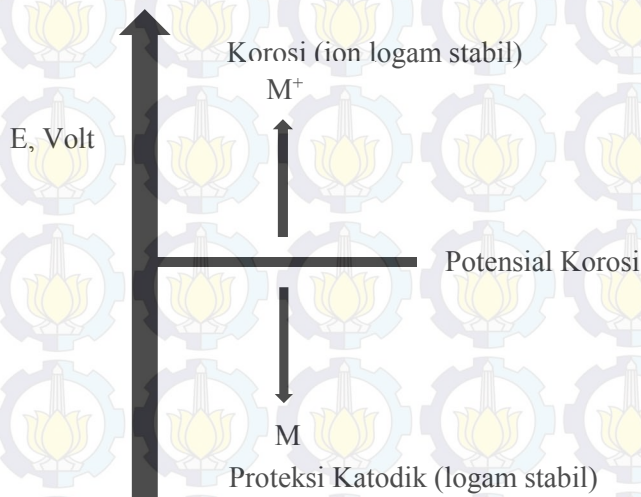 Korosi (ion logam stabil)
M⁺
E, Volt
Potensial Korosi
M
Proteksi Katodik (logam stabil)